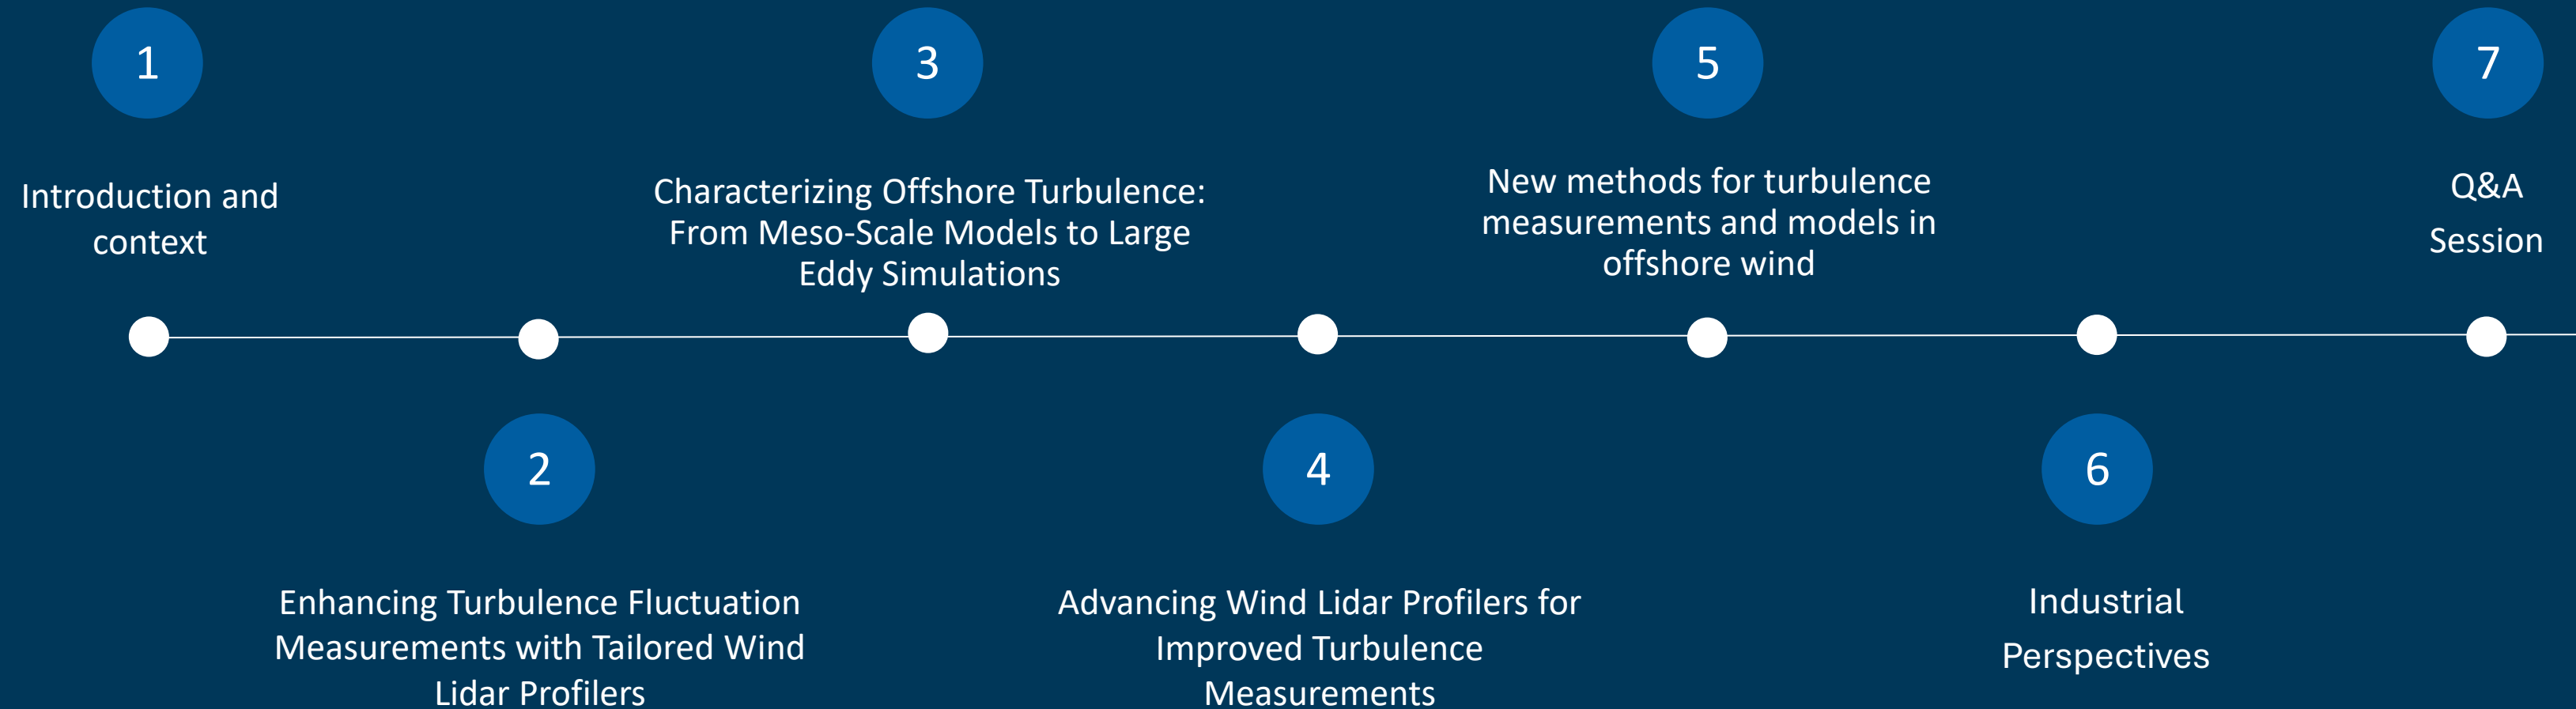 1
Introduction and
context
2
Enhancing Turbulence Fluctuation
Measurements with Tailored Wind
Lidar Profilers
3
Characterizing Offshore Turbulence:
From Meso-Scale Models to Large
Eddy Simulations
4
Advancing Wind Lidar Profilers for
Improved Turbulence
Measurements
5
New methods for turbulence
measurements and models in
offshore wind
6
Industrial
Perspectives
7
Q&A
Session